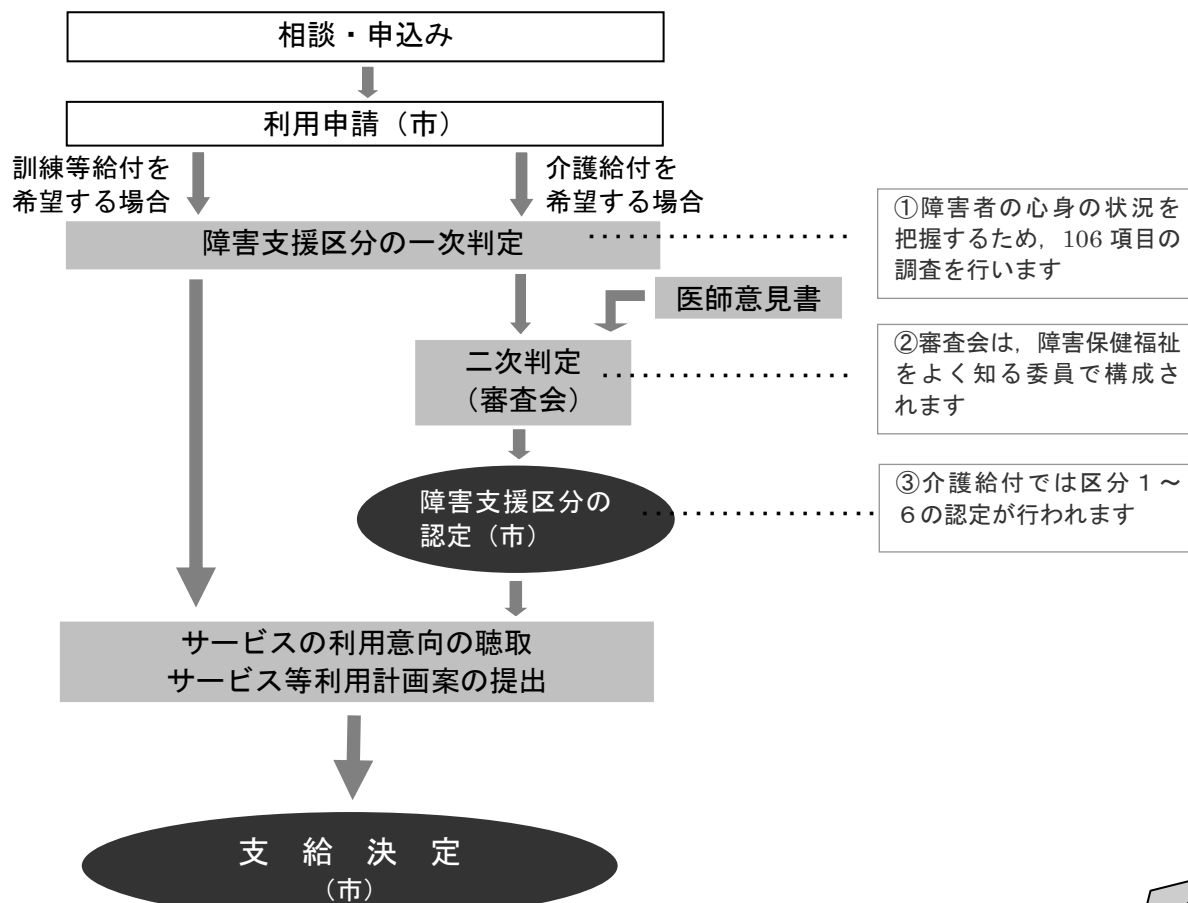 相談・申込み
利用申請（市）
訓練等給付を
希望する場合
介護給付を
希望する場合
障害支援区分の一次判定
①障害者の心身の状況を
把握するため，106 項目の
調査を行います
医師意見書
二次判定
（審査会）
②審査会は，障害保健福祉
をよく知る委員で構成さ
れます
障害支援区分の
認定（市）
③介護給付では区分１～
６の認定が行われます
サービスの利用意向の聴取
サービス等利用計画案の提出
支　給　決　定
（市）